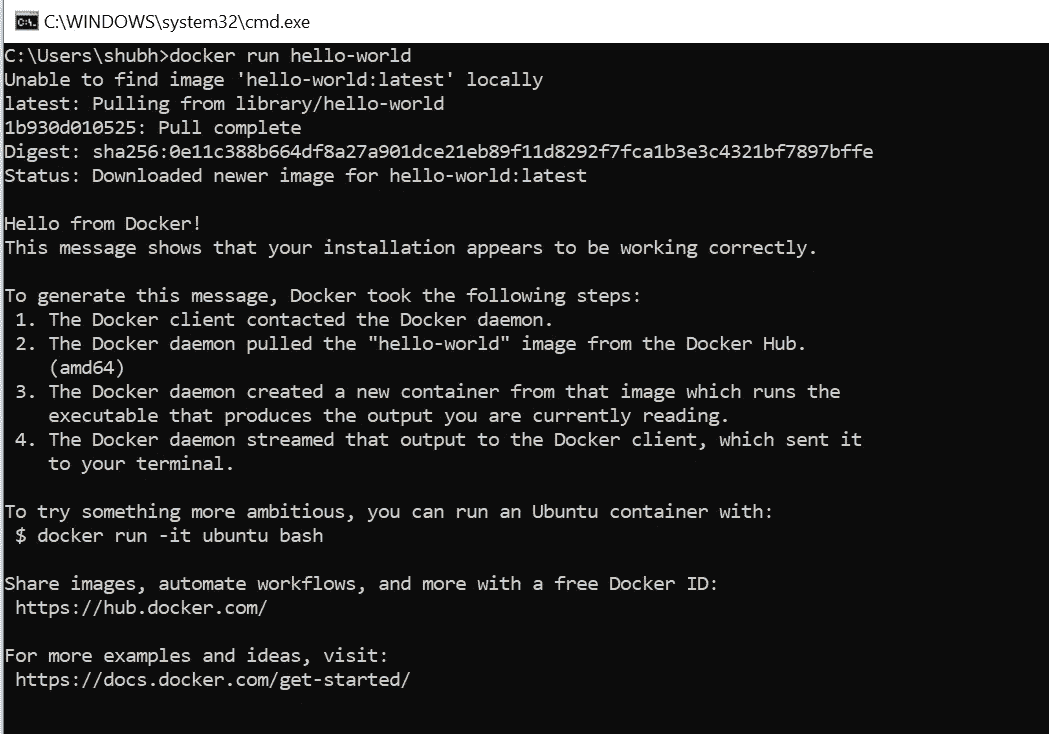 C:\WINDOWS\system32\cmd.exe
C:\Users\shubh>docker run hello-world
Unable to find image 'hello-world:latest' locally
latest: Pulling from library/hello-world
1b930d010525: Pull complete
Digest: sha256:0e11c388b664df8a27a901dce21eb89f11d8292f7fca1b3e3c4321bf7897bffe
Status: Downloaded newer image for hello-world:latest
Hello from Docker!
This message shows that your installation appears to be working correctly.
To generate this message, Docker took the following steps:
1. The Docker client contacted the Docker daemon.
2. The Docker daemon pulled the "hello-world" image from the Docker Hub.
(amd64)
3. The Docker daemon created a new container from that image which runs the
executable that produces the output you are currently reading.
4. The Docker daemon streamed that output to the Docker client, which sent it
to your terminal.
To try something more ambitious, you can run an Ubuntu container with:
$ docker run -it ubuntu bash
Share images, automate workflows, and more with a free Docker ID:
https://hub.docker.com/
For more examples and ideas, visit:
https://docs.docker.com/get-started/